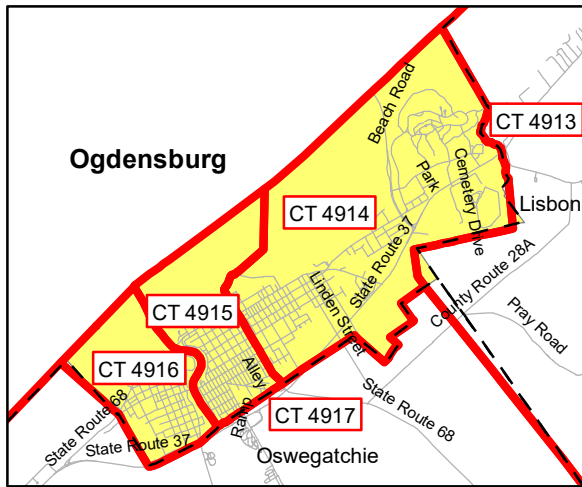 Beach Road
CT 4913
Ogdensburg
Park
Cemetery Drive
Lisbon
CT 4914
State Route 37
County Route 28A
Linden Street
CT 4915
Pray Road
CT 4916
Alley
State Route 68
Ramp
CT 4917
State Route 68
State Route 37
Oswegatchie